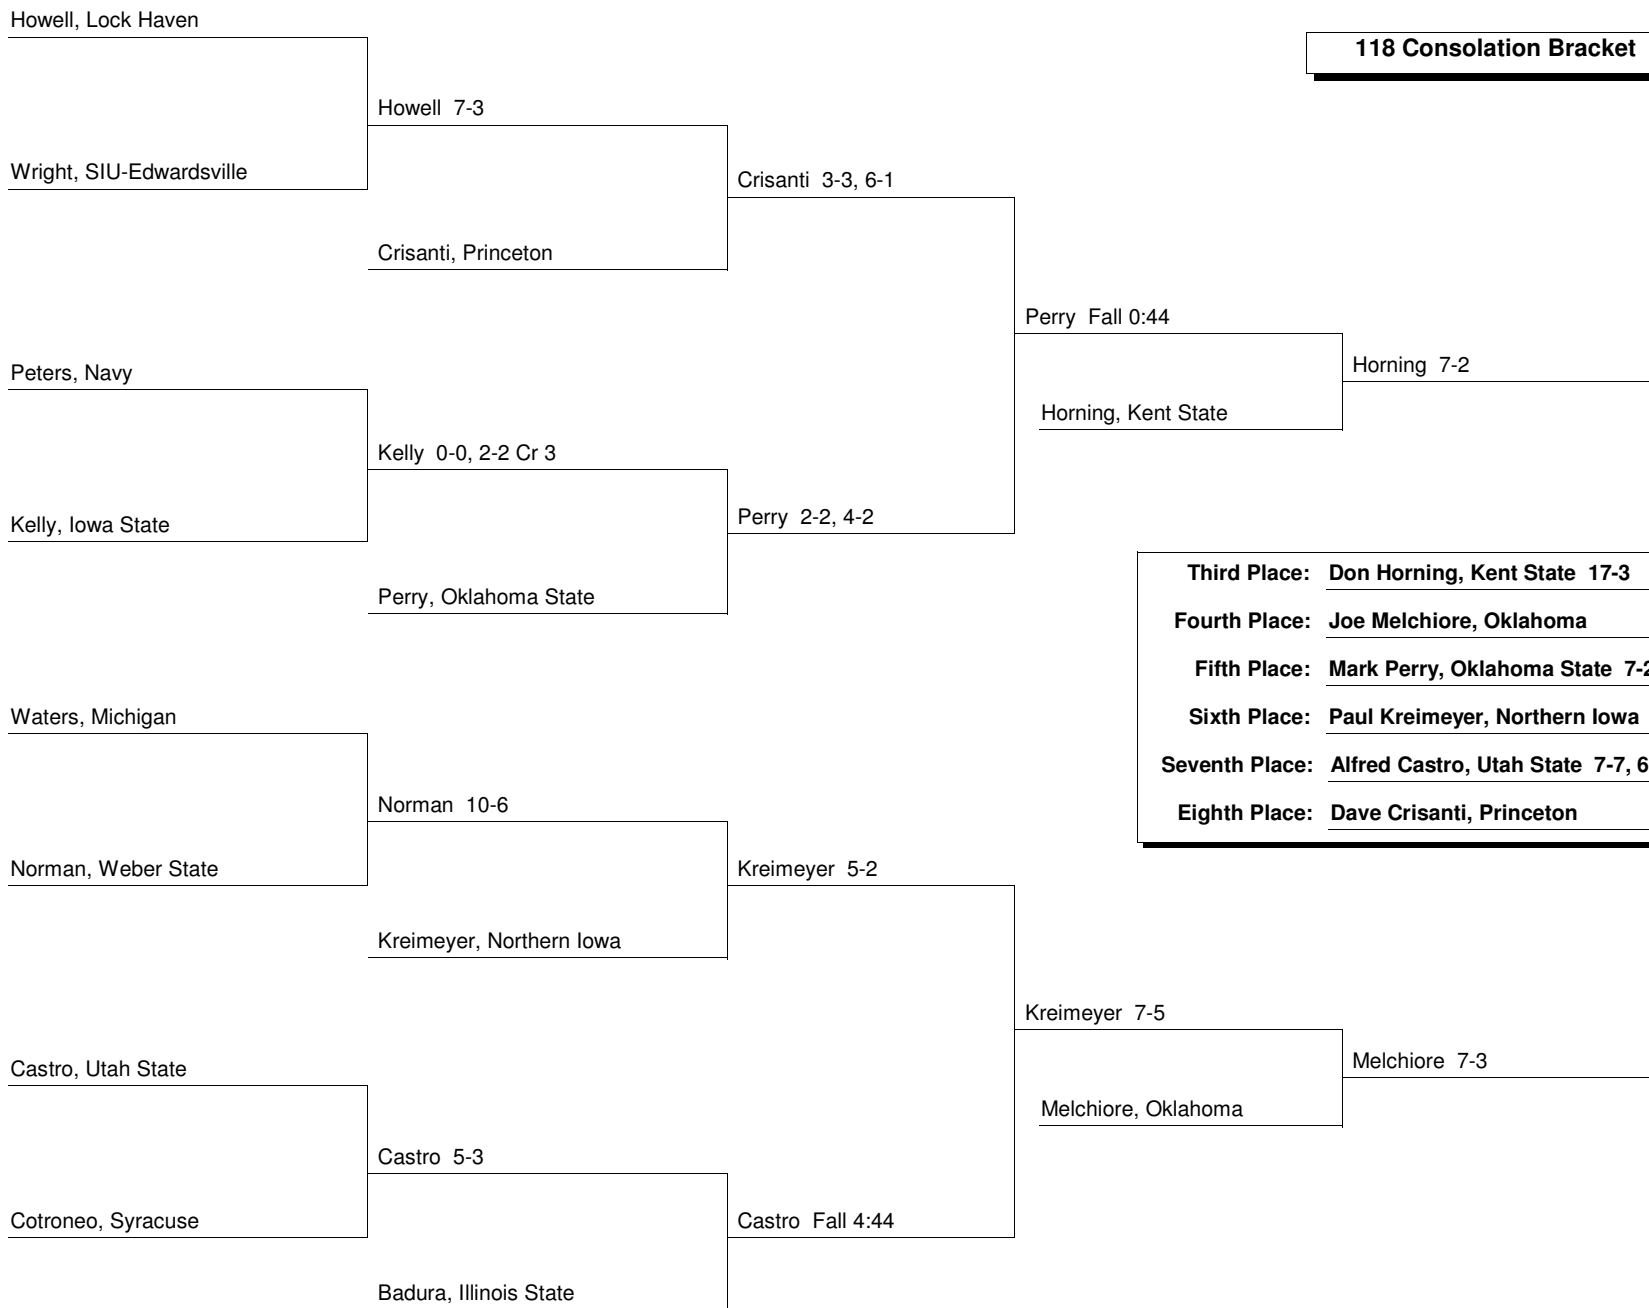 Howell, Lock Haven
118 Consolation Bracket
Howell 7-3
Wright, SIU-Edwardsville
Crisanti 3-3, 6-1
Crisanti, Princeton
Perry Fall 0:44
Peters, Navy
Horning 7-2
Horning, Kent State
Kelly 0-0, 2-2 Cr 3
Kelly, Iowa State
Perry 2-2, 4-2
Perry, Oklahoma State
Third Place: Don Horning, Kent State 17-3
Fourth Place: Joe Melchiore, Oklahoma
Fifth Place: Mark Perry, Oklahoma State 7-2
Sixth Place: Paul Kreimeyer, Northern Iowa
Seventh Place: Alfred Castro, Utah State 7-7, 6
Eighth Place: Dave Crisanti, Princeton
Waters, Michigan
Norman 10-6
Norman, Weber State
Kreimeyer 5-2
Kreimeyer, Northern Iowa
Kreimeyer 7-5
Castro, Utah State
Melchiore 7-3
Melchiore, Oklahoma
Castro 5-3
Cotroneo, Syracuse
Castro Fall 4:44
Badura, Illinois State